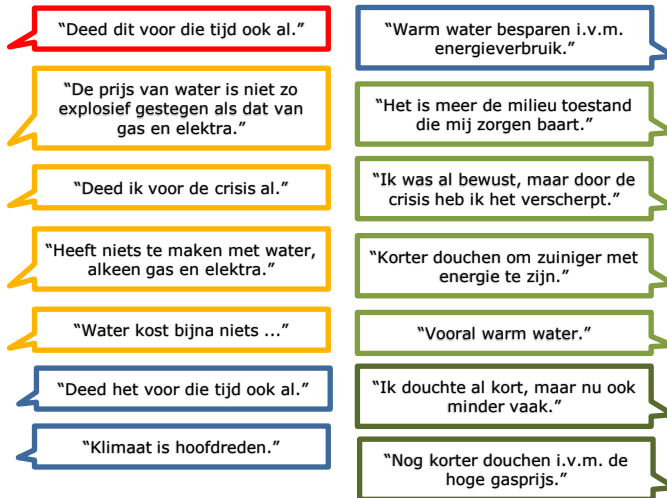 “Deed dit voor die tijd ook al.”
“De prijs van water is niet zo
explosief gestegen als dat van
gas en elektra.”
“Deed ik voor de crisis al.”
“Heeft niets te maken met water,
alkeen gas en elektra.”
“Water kost bijna niets ...”
“Deed het voor die tijd ook al.”
“Klimaat is hoofdreden.”
“Warm water besparen i.v.m.
energieverbruik.”
“Het is meer de milieu toestand
die mij zorgen baart.”
“Ik was al bewust, maar door de
crisis heb ik het verscherpt.”
“Korter douchen om zuiniger met
energie te zijn.”
“Vooral warm water.”
“Ik douchte al kort, maar nu ook
minder vaak.”
“Nog korter douchen i.v.m. de
hoge gasprijs.”